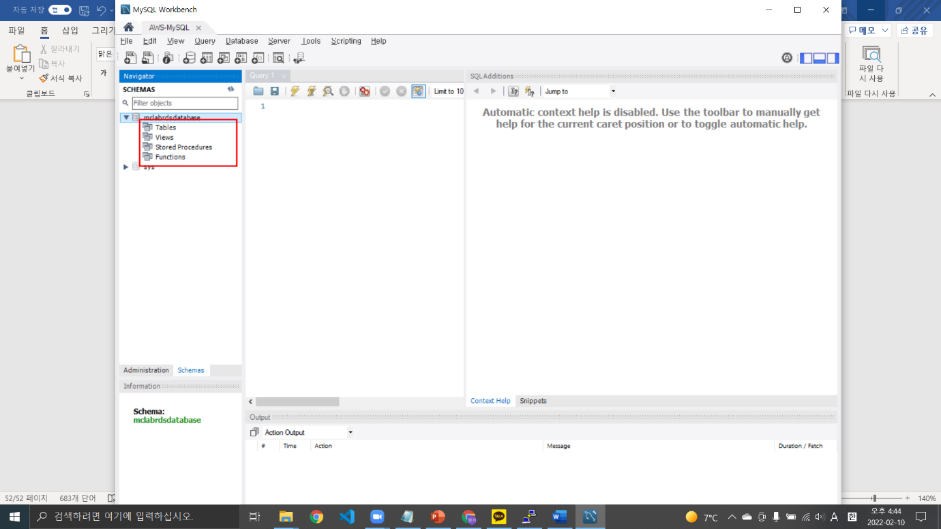 자동 저장
MySQL Workbench
파일 홈 삽입
AWS-MySQL
메모 공유
File Edit View Query Database Server Tools Scripting Help
붙여넣기
잘라내기
복사
서식 복사
클립보드
맑은
가
파일 다
시 사용
파일 다시 사용
Navigator
SCHEMAS
Filter objects
mclabrdsdatabase
Tables
Views
Stored Procedures
Functions
sys
Administration Schemas
Information
Schema:
mclabrdsdatabase
Query 1
Limit to 10
1
SQLAdditions
Jump to
Automatic context help is disabled. Use the toolbar to manually get
help for the current caret position or to toggle automatic help.
Context Help Snippets
Output
Action Output
# Time Action Message Duration / Fetch
52/52 페이지 683개 단어
140%
검색하려면 여기에 입력하십시오.
7°C
A
오후 4:44
2022-02-10